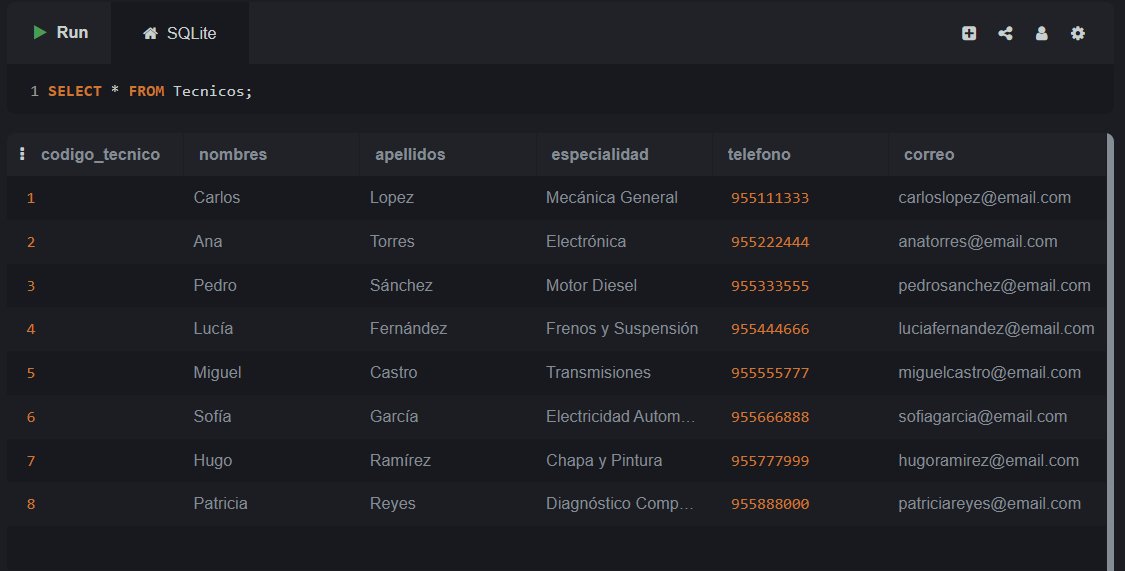 Run SQLite
1 SELECT * FROM Tecnicos;
codigo_tecnico nombres apellidos especialidad telefono correo
1 Carlos Lopez Mecánica General 955111333 carloslopez@email.com
2 Ana Torres Electrónica 955222444 anatorres@email.com
3 Pedro Sánchez Motor Diesel 955333555 pedrosanchez@email.com
4 Lucía Fernández Frenos y Suspensión 955444666 luciafernandez@email.com
5 Miguel Castro Transmisiones 955555777 miguelcastro@email.com
6 Sofía García Electricidad Autom… 955666888 sofiagarcia@email.com
7 Hugo Ramírez Chapa y Pintura 955777999 hugoramirez@email.com
8 Patricia Reyes Diagnóstico Comp… 955888000 patriciareyes@email.com